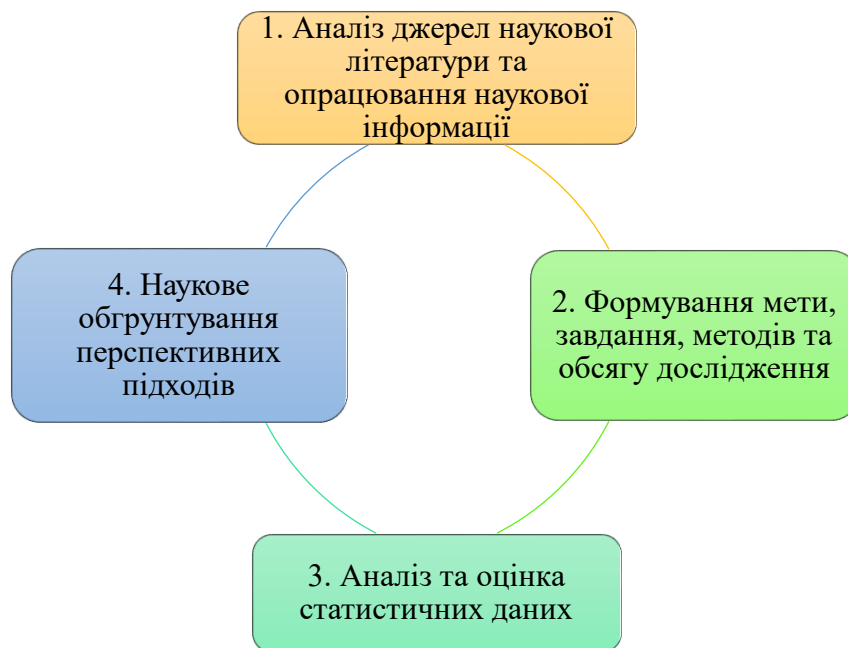 1. Аналіз джерел наукової
літератури та
опрацювання наукової
інформації
2. Формування мети,
завдання, методів та
обсягу дослідження
3. Аналіз та оцінка
статистичних даних
4. Наукове
обгрунтування
перспективних
підходів